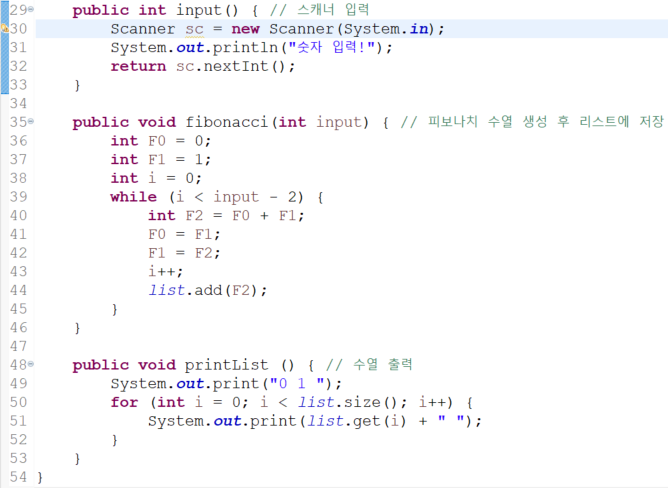 29 public int input() { // 스캐너 입력
30 Scanner sc = new Scanner(System.in);
31 System.out.println("숫자 입력!");
32 return sc.nextInt();
33 }
34
35 public void fibonacci(int input) { // 피보나치 수열 생성 후 리스트에 저장
36 int F0 = 0;
37 int F1 = 1;
38 int i = 0;
39 while (i < input - 2) {
40 int F2 = F0 + F1;
41 F0 = F1;
42 F1 = F2;
43 i++;
44 list.add(F2);
45 }
46 }
47
48 public void printList () { // 수열 출력
49 System.out.print("0 1 ");
50 for (int i = 0; i < list.size(); i++) {
51 System.out.print(list.get(i) + " ");
52 }
53 }
54 }